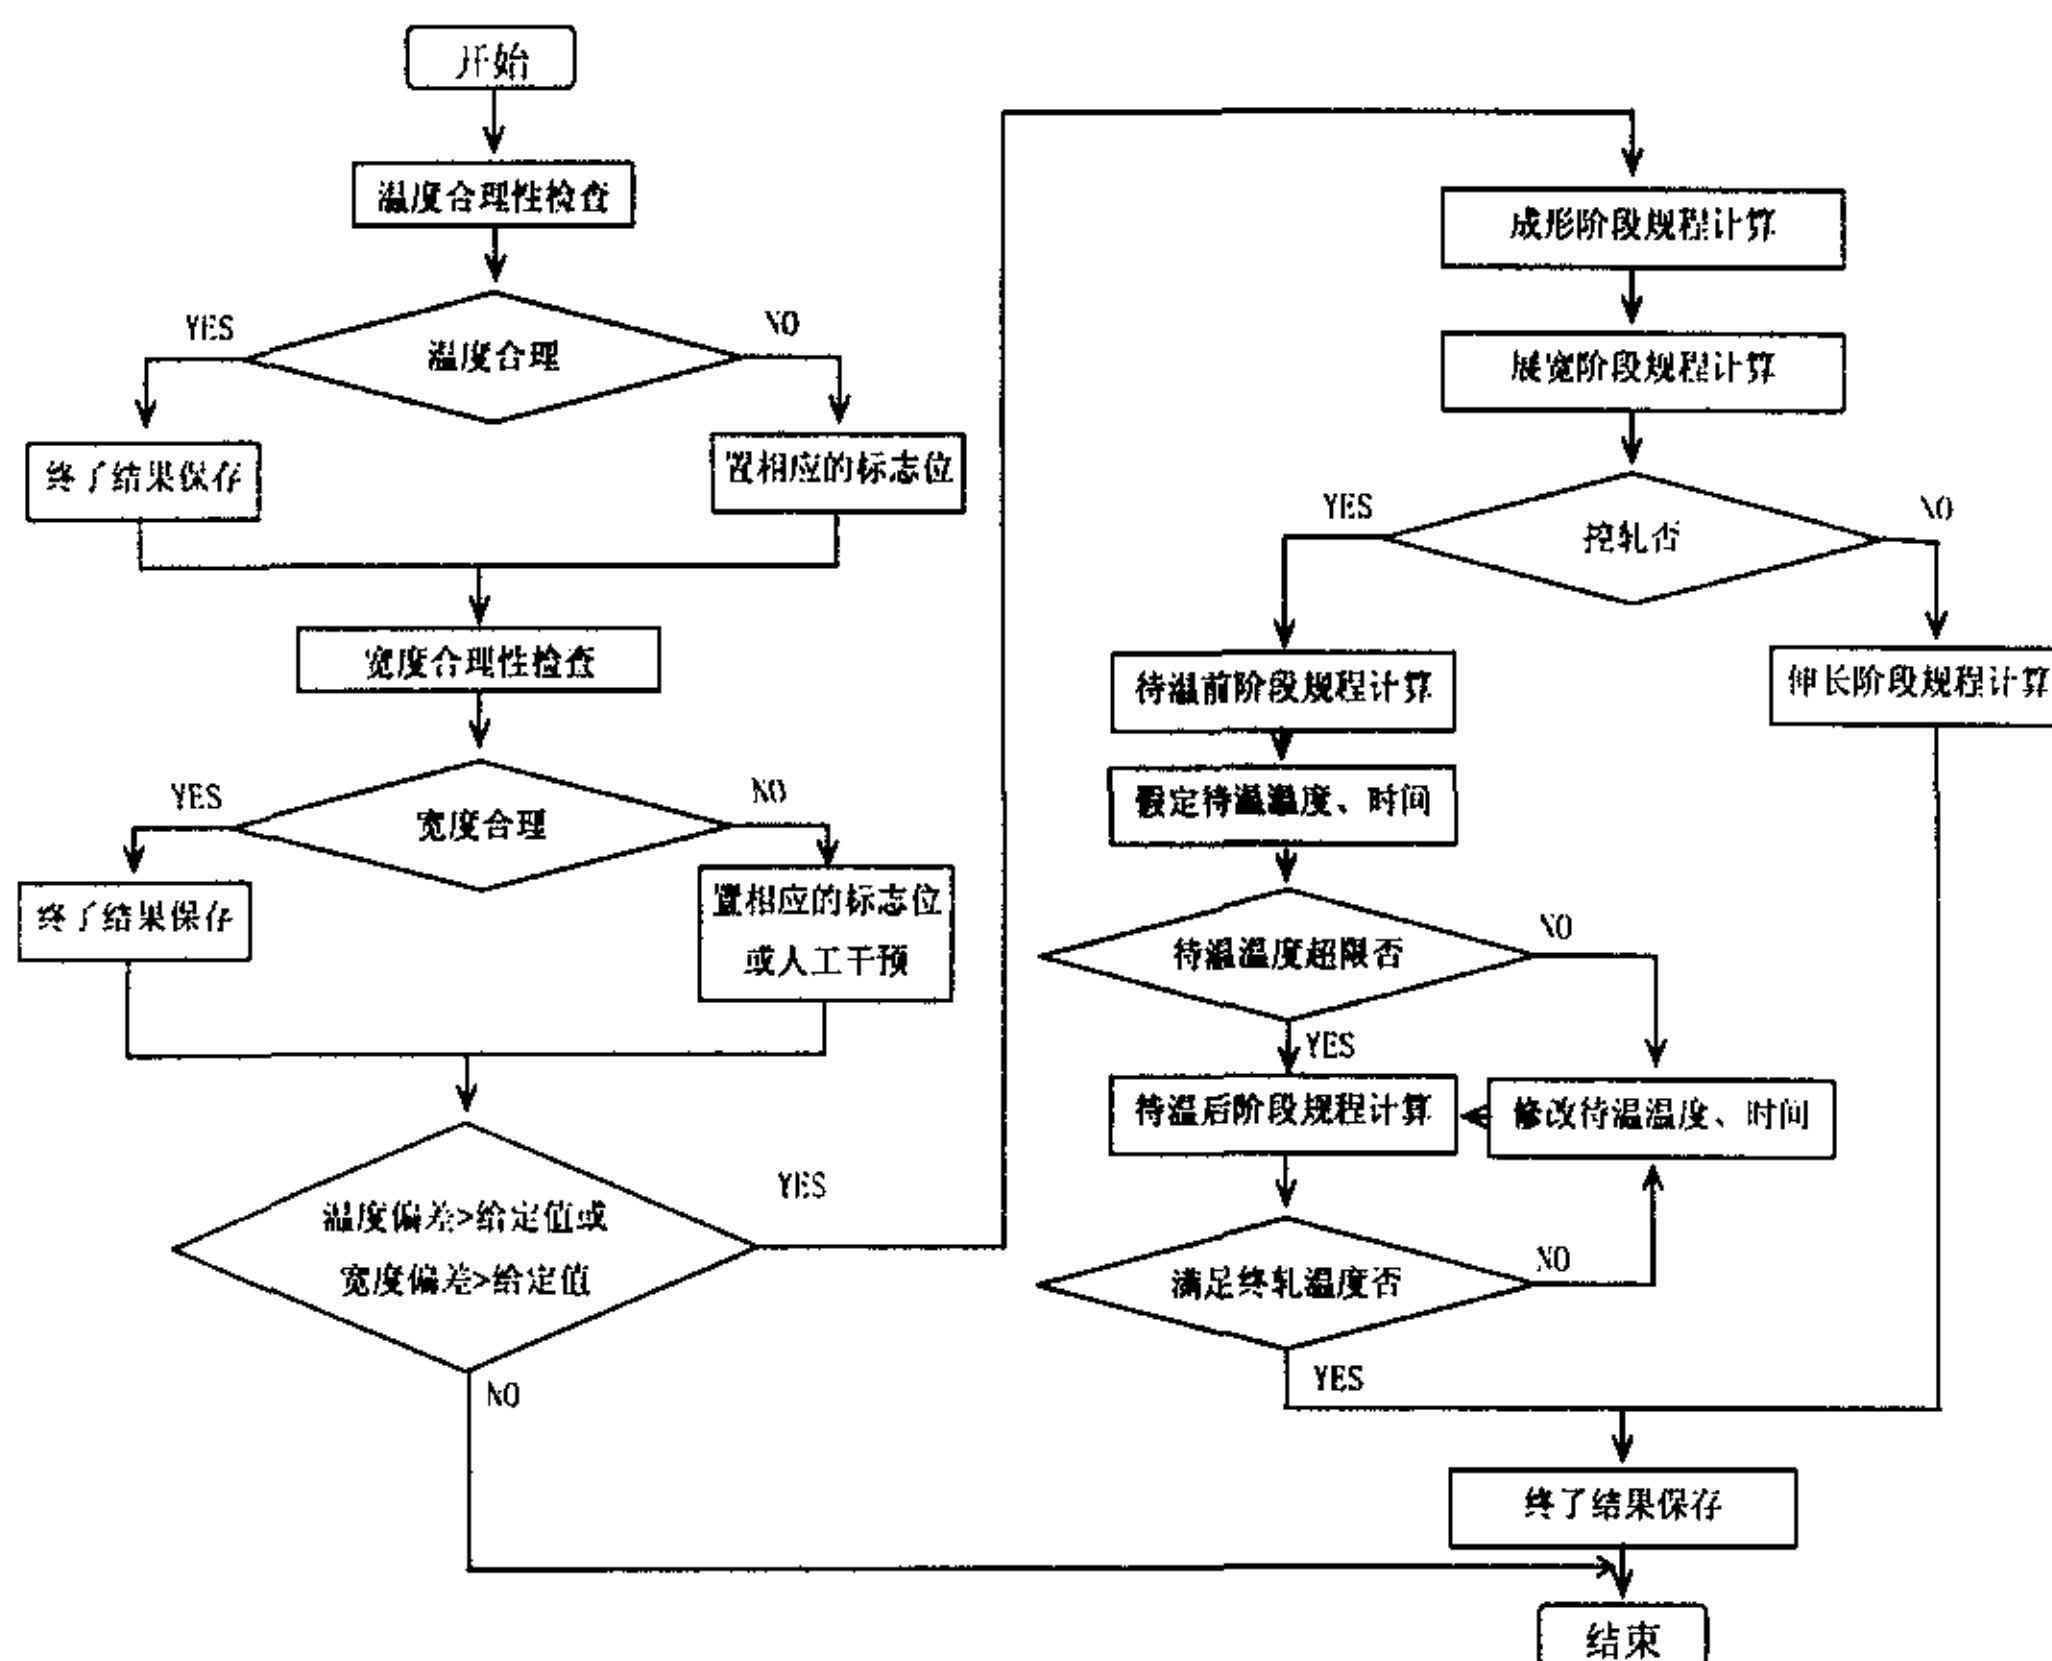 开始
温度合理性检查
YES
NO
温度合理
终了结果保存
置相应的标志位
宽度合理性检查
YES
NO
宽度合理
终了结果保存
置相应的标志位
或人工干预
温度偏差>给定值或
宽度偏差>给定值
YES
NO
成形阶段规程计算
展宽阶段规程计算
YES
NO
控轧否
待温前阶段规程计算
伸长阶段规程计算
假定待温温度、时间
待温温度超限否
NO
YES
待温后阶段规程计算
修改待温温度、时间
满足终轧温度否
NO
YES
终了结果保存
结束